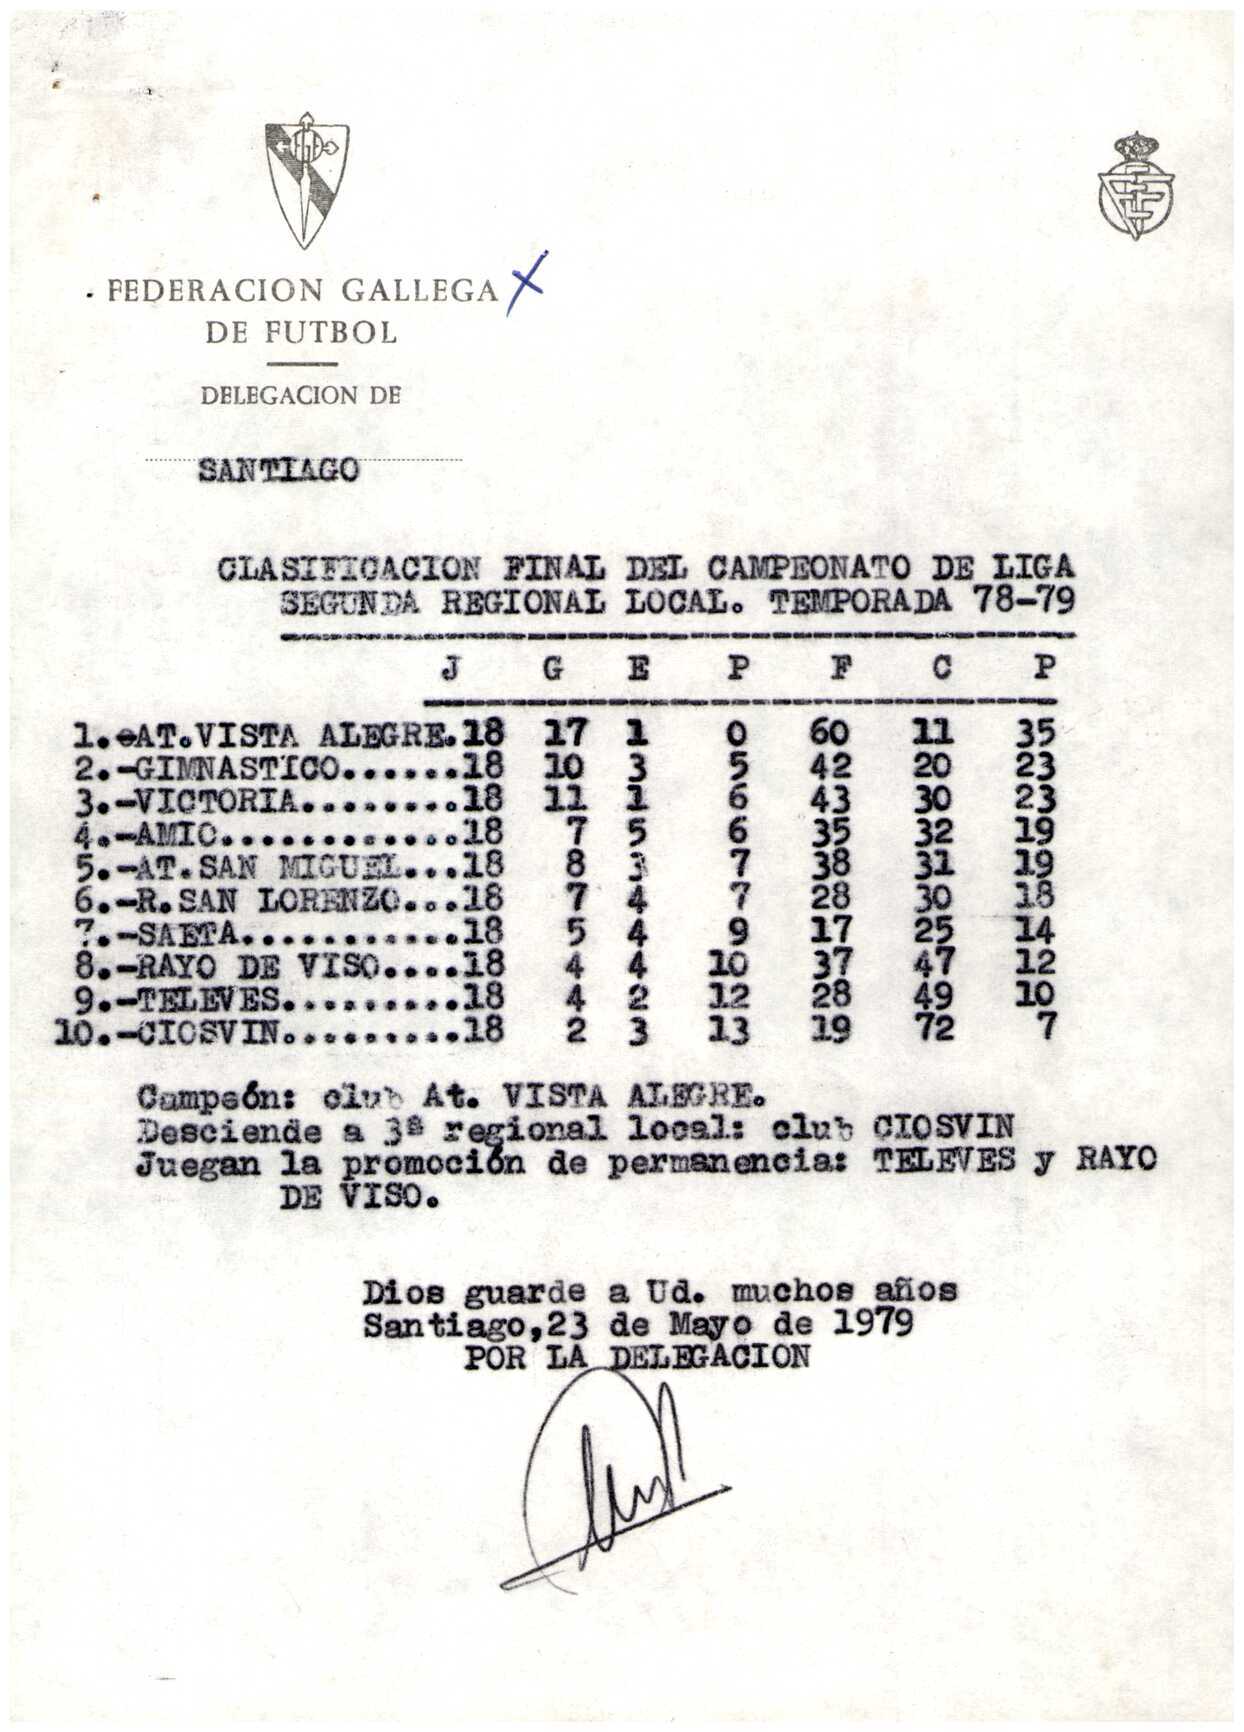 FEDERACION GALLEGA
DE FUTBOL
DELEGACION DE
SANTIAGO
CLASIFICACION FINAL DEL CAMPEONATO DE LIGA
SEGUNDA REGIONAL LOCAL. TEMPORADA 78-79
J G E P F C P
1.-AT.VISTA ALEGRE.18 17 1 0 60 11 35
2.-GIMNASTICO......18 10 3 5 42 20 23
3.-VICTORIA........18 11 1 6 43 30 23
4.-AMIO............18 7 5 6 35 32 19
5.-AT.SAN MIGUEL...18 8 3 7 38 31 19
6.-R.SAN LORENZO...18 7 4 7 28 30 18
7.-SAETA...........18 5 4 9 17 25 14
8.-RAYO DE VISO....18 4 4 10 37 47 12
9.-TELEVES.........18 4 2 12 28 49 10
10.-CIOSVIN.........18 2 3 13 19 72 7
Campeón: club At. VISTA ALEGRE.
Desciende a 3ª regional local: club CIOSVIN
Juegan la promoción de permanencia: TELEVES y RAYO
DE VISO.
Dios guarde a Ud. muchos años
Santiago,23 de Mayo de 1979
POR LA DELEGACION